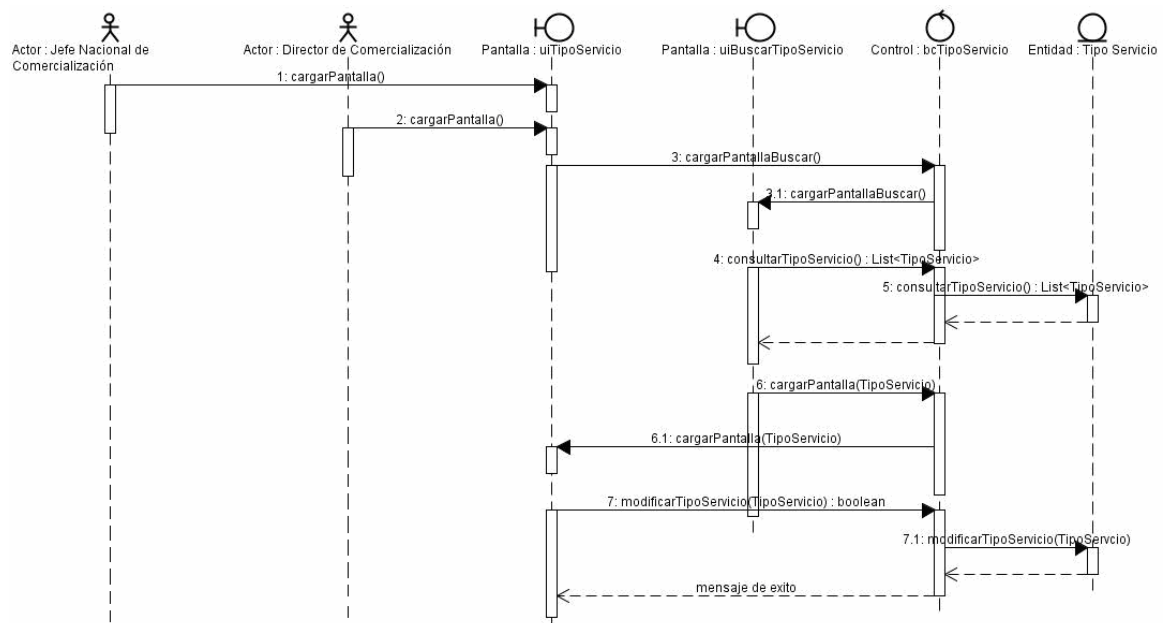 Actor : Jefe Nacional de
Comercialización
Actor : Director de Comercialización
Pantalla : uiTipoServicio
Pantalla : uiBuscarTipoServicio
Control : bcTipoServicio
Entidad : Tipo Servicio
1: cargarPantalla()
2: cargarPantalla()
3: cargarPantallaBuscar()
3.1: cargarPantallaBuscar()
4: consultarTipoServicio() : List<TipoServicio>
5: consultarTipoServicio() : List<TipoServicio>
6: cargarPantalla(TipoServicio)
6.1: cargarPantalla(TipoServicio)
7: modificarTipoServicio(TipoServicio) : boolean
7.1: modificarTipoServicio(TipoServcio)
mensaje de exito